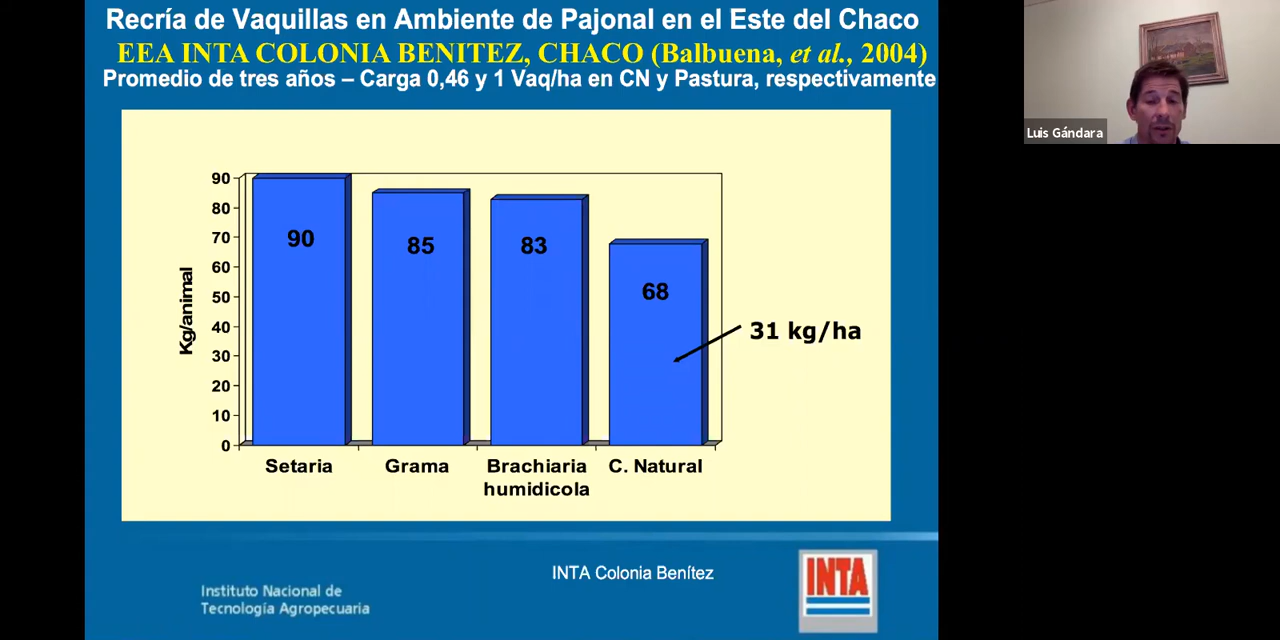 Recría de Vaquillas en Ambiente de Pajonal en el Este del Chaco
EEA INTA COLONIA BENITEZ, CHACO (Balbuena, et al., 2004)
Promedio de tres años – Carga 0,46 y 1 Vaq/ha en CN y Pastura, respectivamente
Luis Gándara
Kg/animal
90
80
70
60
50
40
30
20
10
0
90
85
83
68
31 kg/ha
Setaria
Grama
Brachiaria
humidicola
C. Natural
INTA Colonia Benítez
Instituto Nacional de
Tecnología Agropecuaria
INTA